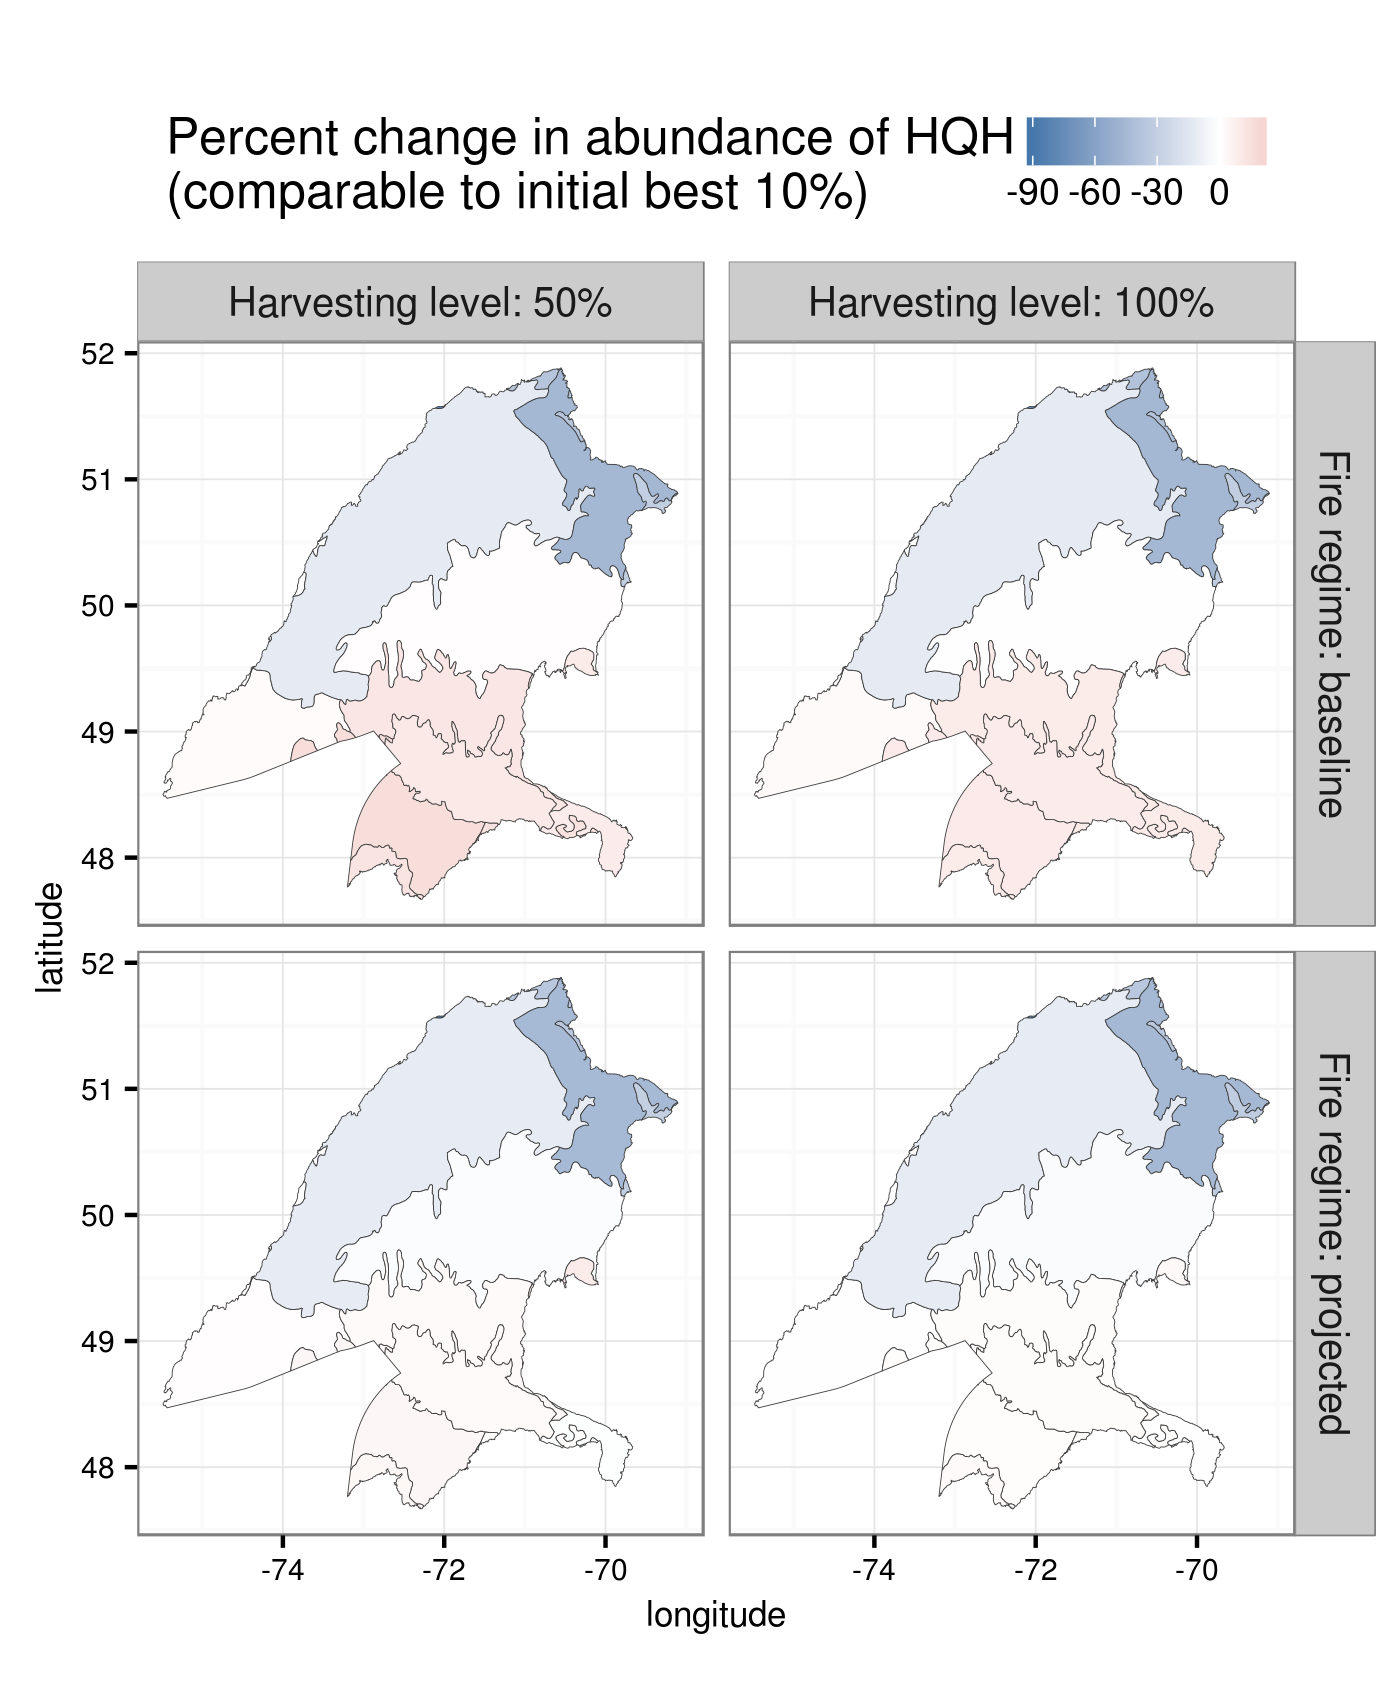 Percent change in abundance of HQH
(comparable to initial best 10%)
-90 -60 -30 0
Harvesting level: 50%
Harvesting level: 100%
52
51
50
49
48
Fire regime: baseline
latitude
52
51
50
49
48
Fire regime: projected
-74 -72 -70
-74 -72 -70
longitude